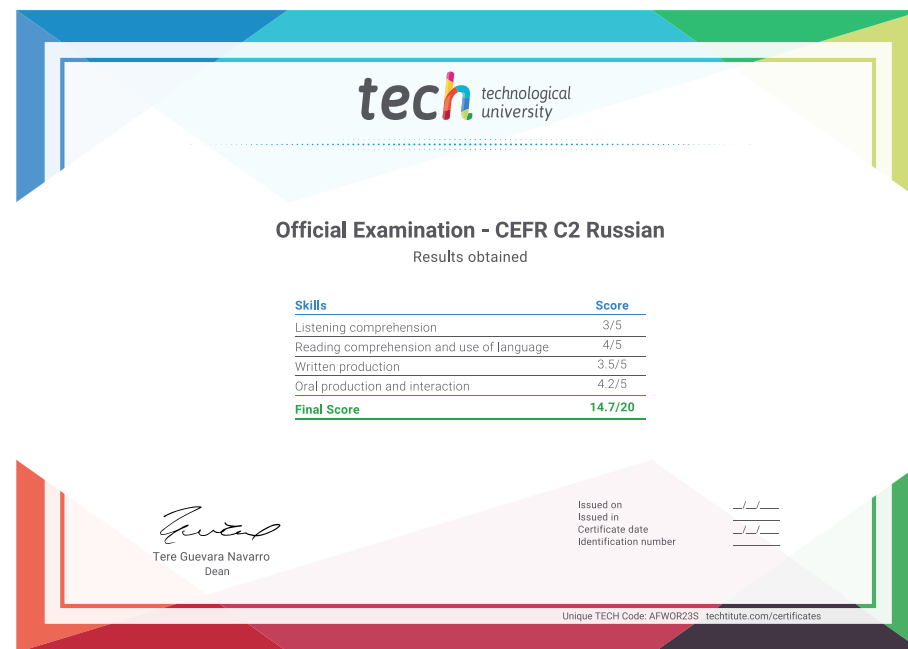 tech technological university
Official Examination - CEFR C2 Russian
Results obtained
Skills Score
Listening comprehension 3/5
Reading comprehension and use of language 4/5
Written production 3.5/5
Oral production and interaction 4.2/5
Final Score 14.7/20
Issued on __/__/____
Issued in ________
Certificate date __/__/____
Identification number ________
Tere Guevara Navarro
Dean
Unique TECH Code: AFWOR23S techtitute.com/certificates